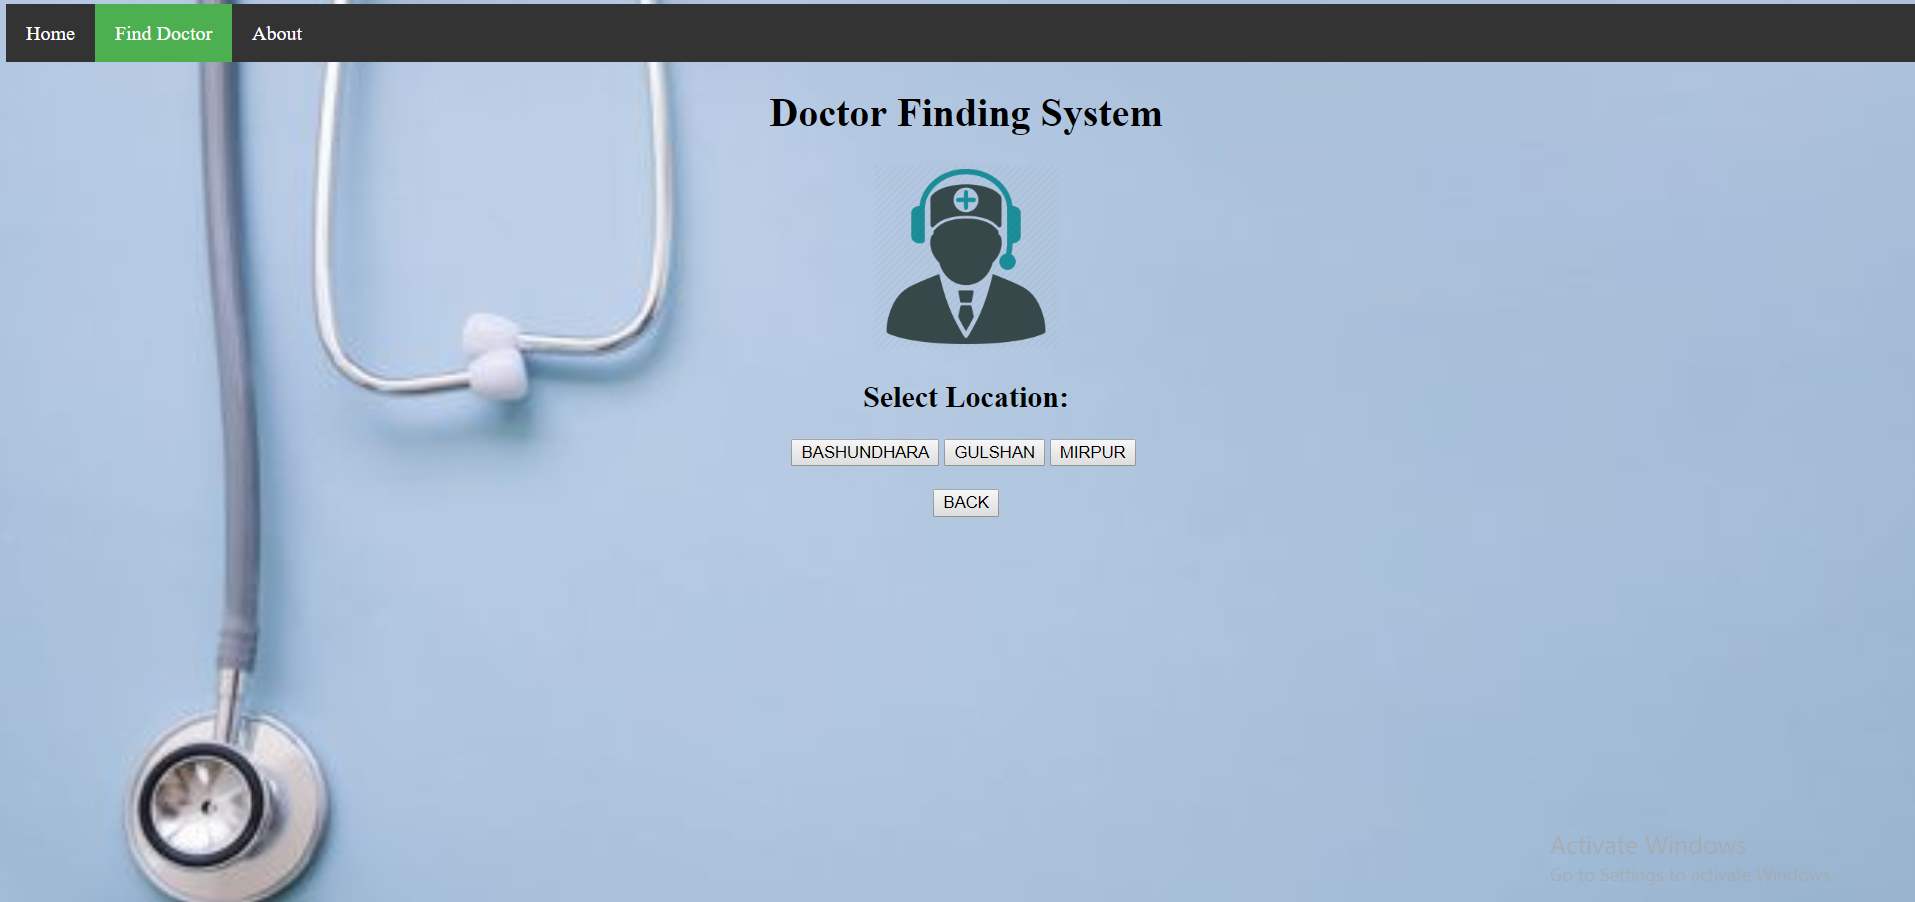 Home Find Doctor About
Doctor Finding System
Select Location:
BASHUNDHARA GULSHAN MIRPUR
BACK
Activate Windows
Go to Settings to activate Windows.